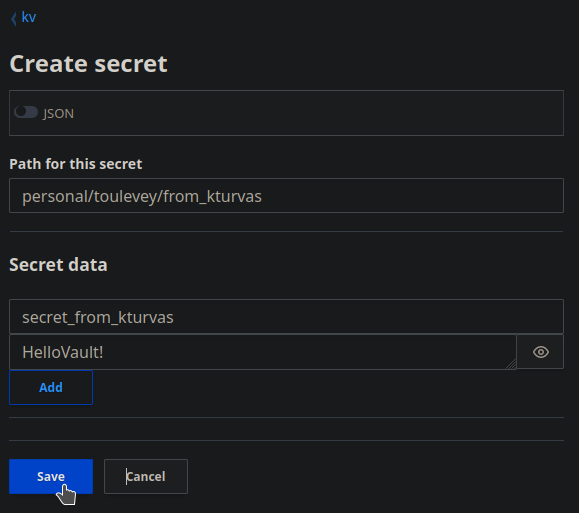 kv
Create secret
JSON
Path for this secret
personal/toulevey/from_kturvas
Secret data
secret_from_kturvas
HelloVault!
Add
Save
Cancel